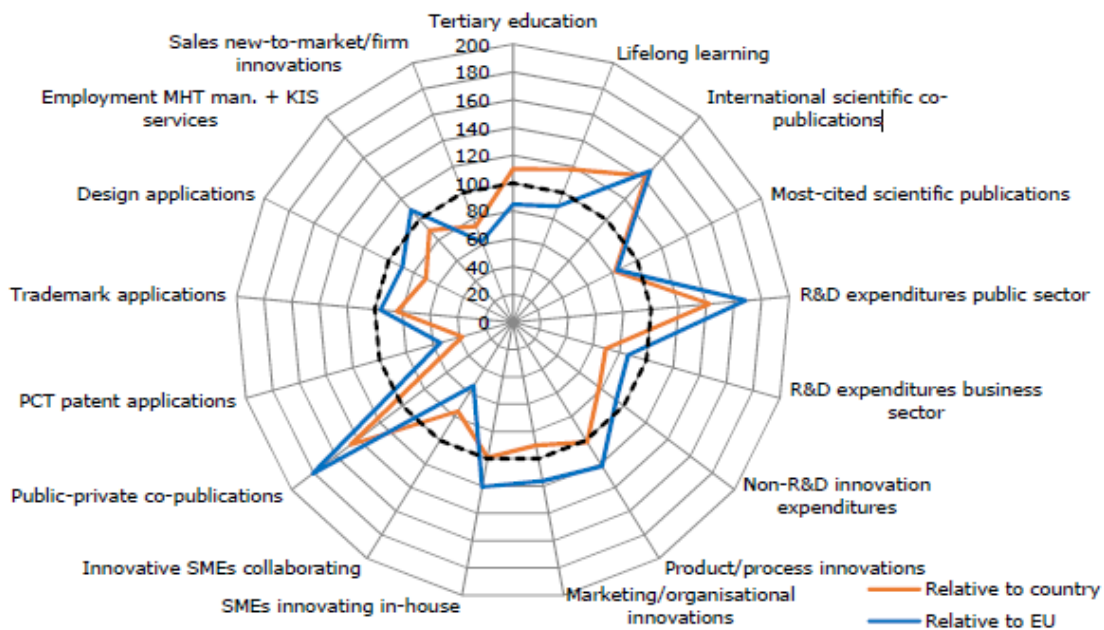 Tertiary education
Lifelong learning
International scientific co-
publications
Most-cited scientific publications
R&D expenditures public sector
R&D expenditures business
sector
Non-R&D innovation
expenditures
Product/process innovations
Marketing/organisational
innovations
SMEs innovating in-house
Innovative SMEs collaborating
Public-private co-publications
PCT patent applications
Trademark applications
Design applications
Employment MHT man. + KIS
services
Sales new-to-market/firm
innovations
200
180
160
140
120
100
80
60
40
20
0
Relative to country
Relative to EU